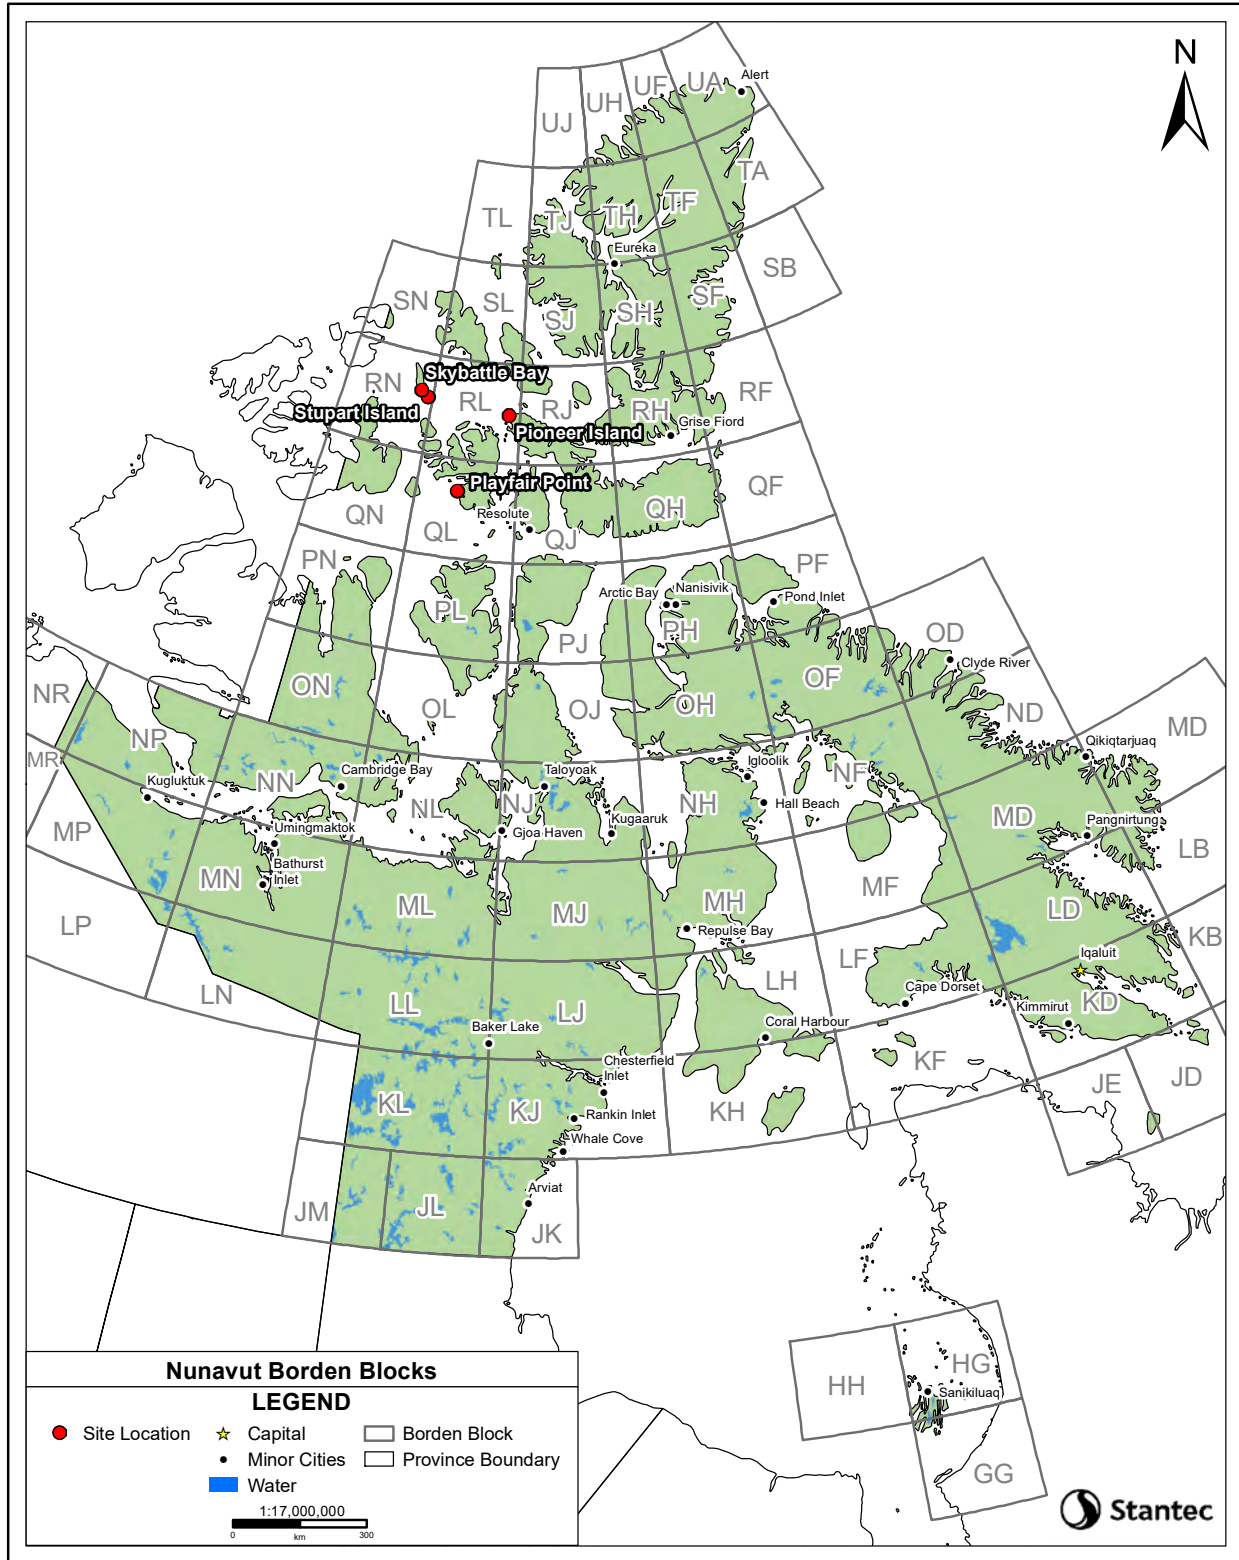 N
Alert
UA
UF
UH
UJ
TA
TF
TH
TJ
TL
Eureka
SB
SF
SH
SJ
SL
SN
Skybattle Bay
RN
RL
RJ
RH
RF
Stupart Island
Grise Fiord
Pioneer Island
Playfair Point
QN
QL
Resolute
QJ
QH
QF
PN
PL
PJ
Arctic Bay
Nanisivik
PH
Pond Inlet
PF
OD
Clyde River
ON
OL
OJ
OH
OF
ND
MD
NR
NP
MR
Kugluktuk
NN
Cambridge Bay
NL
Taloyoak
NJ
Gjoa Haven
Kugaaruk
NH
Igloolik
Hall Beach
NF
Qikiqtarjuaq
MP
Umingmaktok
Bathurst
Inlet
MN
ML
MJ
MH
Repulse Bay
MF
MD
Pangnirtung
LB
LP
LN
LL
Baker Lake
LJ
LH
Coral Harbour
LF
Cape Dorset
LD
Iqaluit
KB
Kimmirut
KD
Chesterfield
Inlet
KL
KJ
Rankin Inlet
Whale Cove
KH
KF
JE
JD
JM
JL
Arviat
JK
HH
HG
Sanikiluaq
GG
Nunavut Borden Blocks
LEGEND
Site Location
Capital
Borden Block
Minor Cities
Province Boundary
Water
1:17,000,000
0 km 300
Stantec